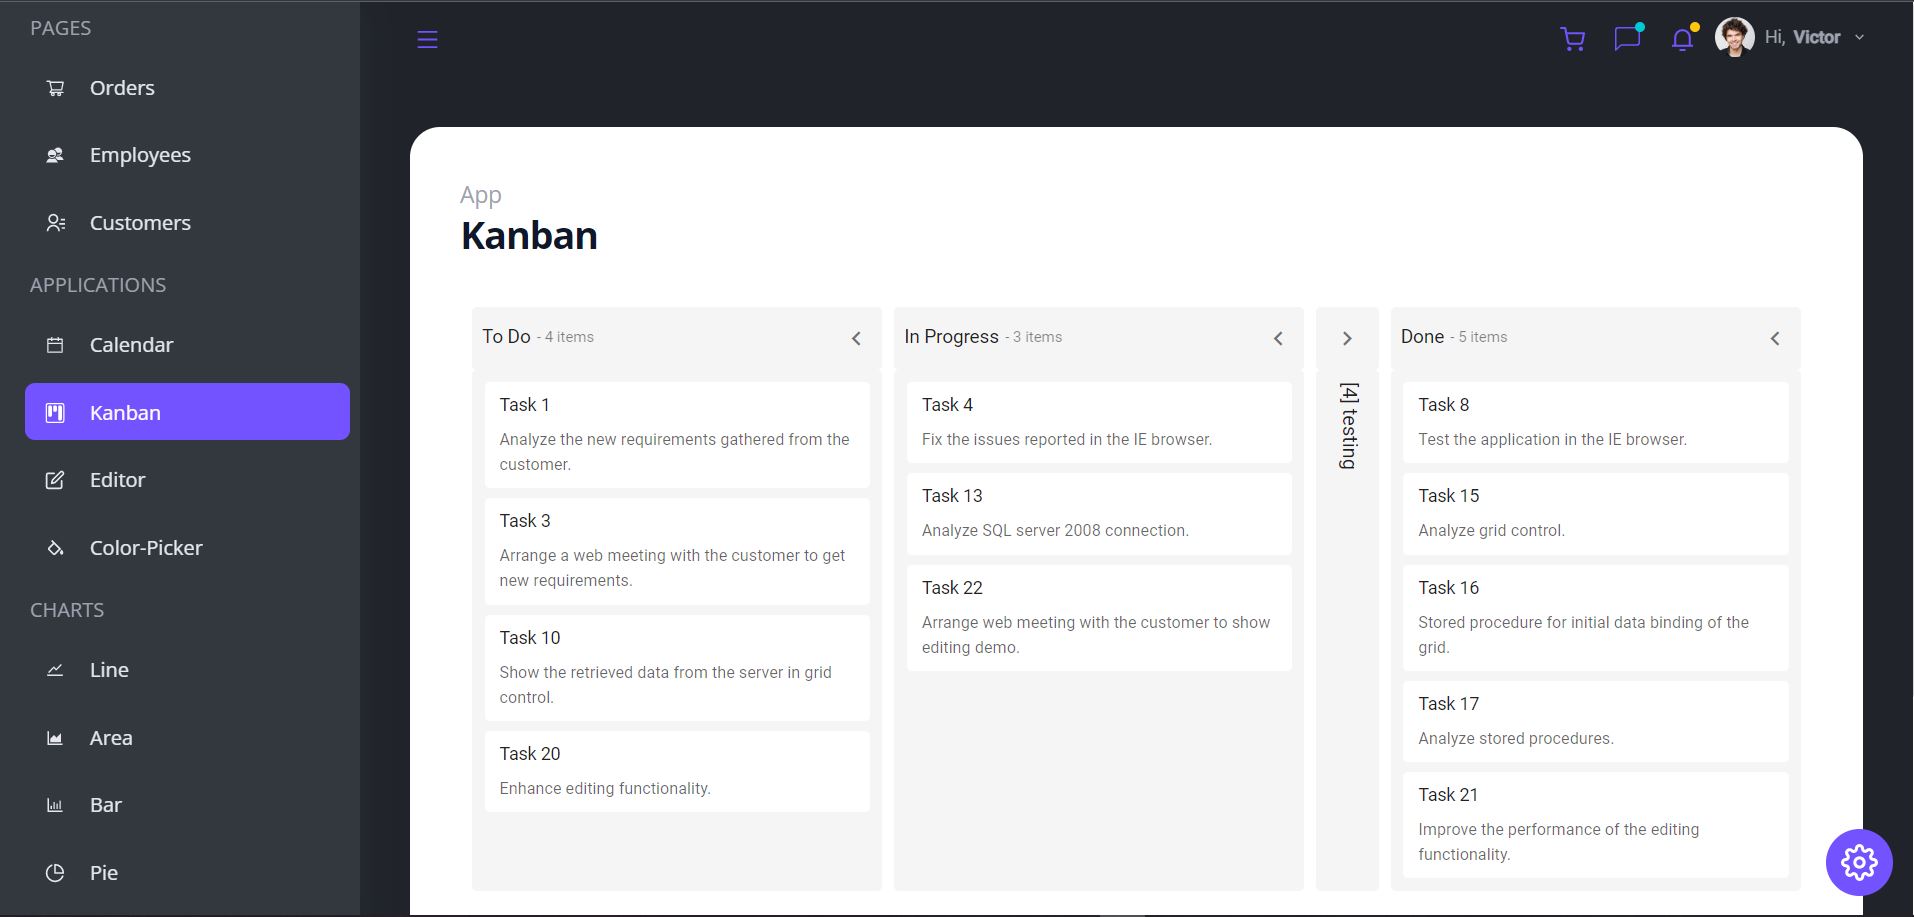 PAGES
Orders
Employees
Customers
APPLICATIONS
Calendar
Kanban
Editor
Color-Picker
CHARTS
Line
Area
Bar
Pie
Hi, Victor
App
Kanban
To Do - 4 items
Task 1
Analyze the new requirements gathered from the
customer.
Task 3
Arrange a web meeting with the customer to get
new requirements.
Task 10
Show the retrieved data from the server in grid
control.
Task 20
Enhance editing functionality.
In Progress - 3 items
Task 4
Fix the issues reported in the IE browser.
Task 13
Analyze SQL server 2008 connection.
Task 22
Arrange web meeting with the customer to show
editing demo.
[4] testing
Done - 5 items
Task 8
Test the application in the IE browser.
Task 15
Analyze grid control.
Task 16
Stored procedure for initial data binding of the
grid.
Task 17
Analyze stored procedures.
Task 21
Improve the performance of the editing
functionality.